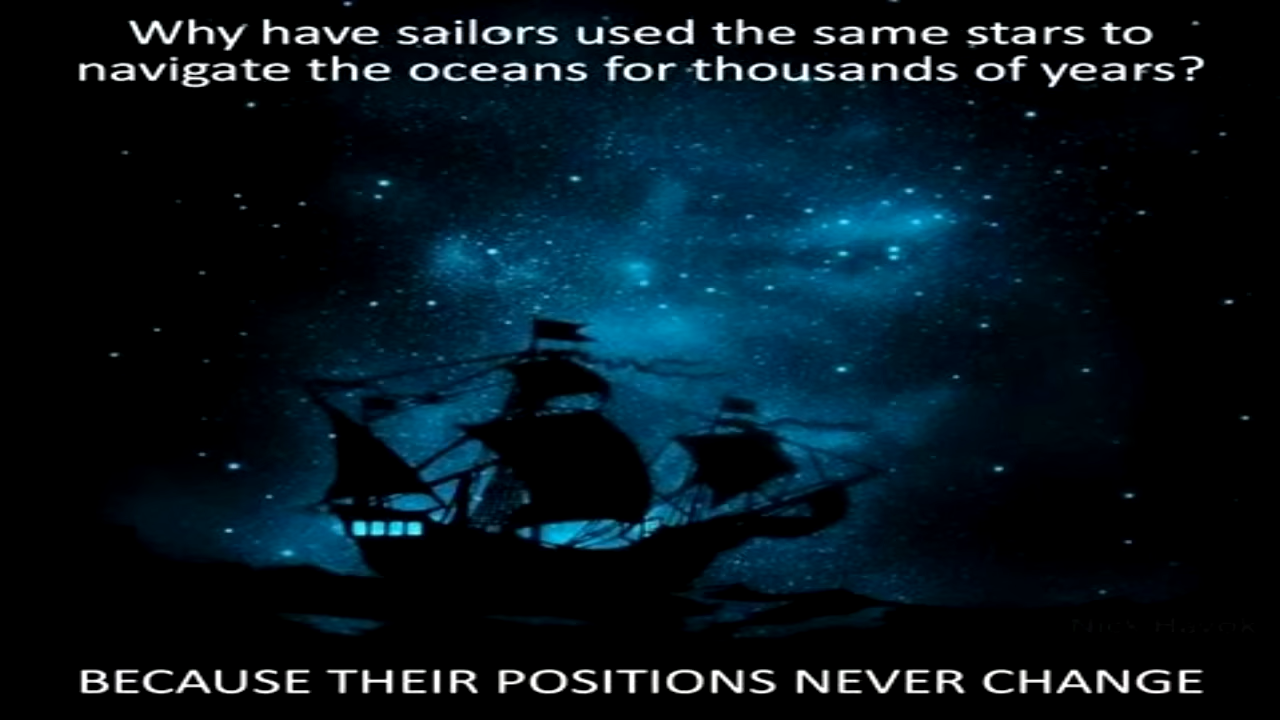 Why have sailors used the same stars to
navigate the oceans for thousands of years?
BECAUSE THEIR POSITIONS NEVER CHANGE